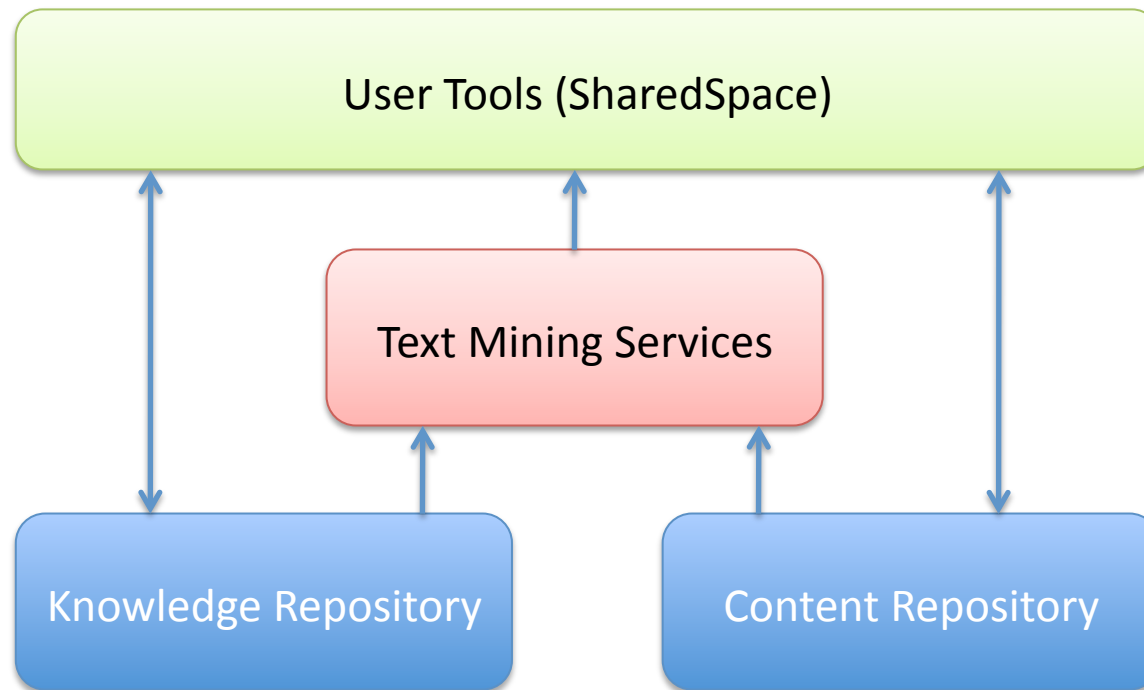 User Tools (SharedSpace)
Text Mining Services
Knowledge Repository
Content Repository